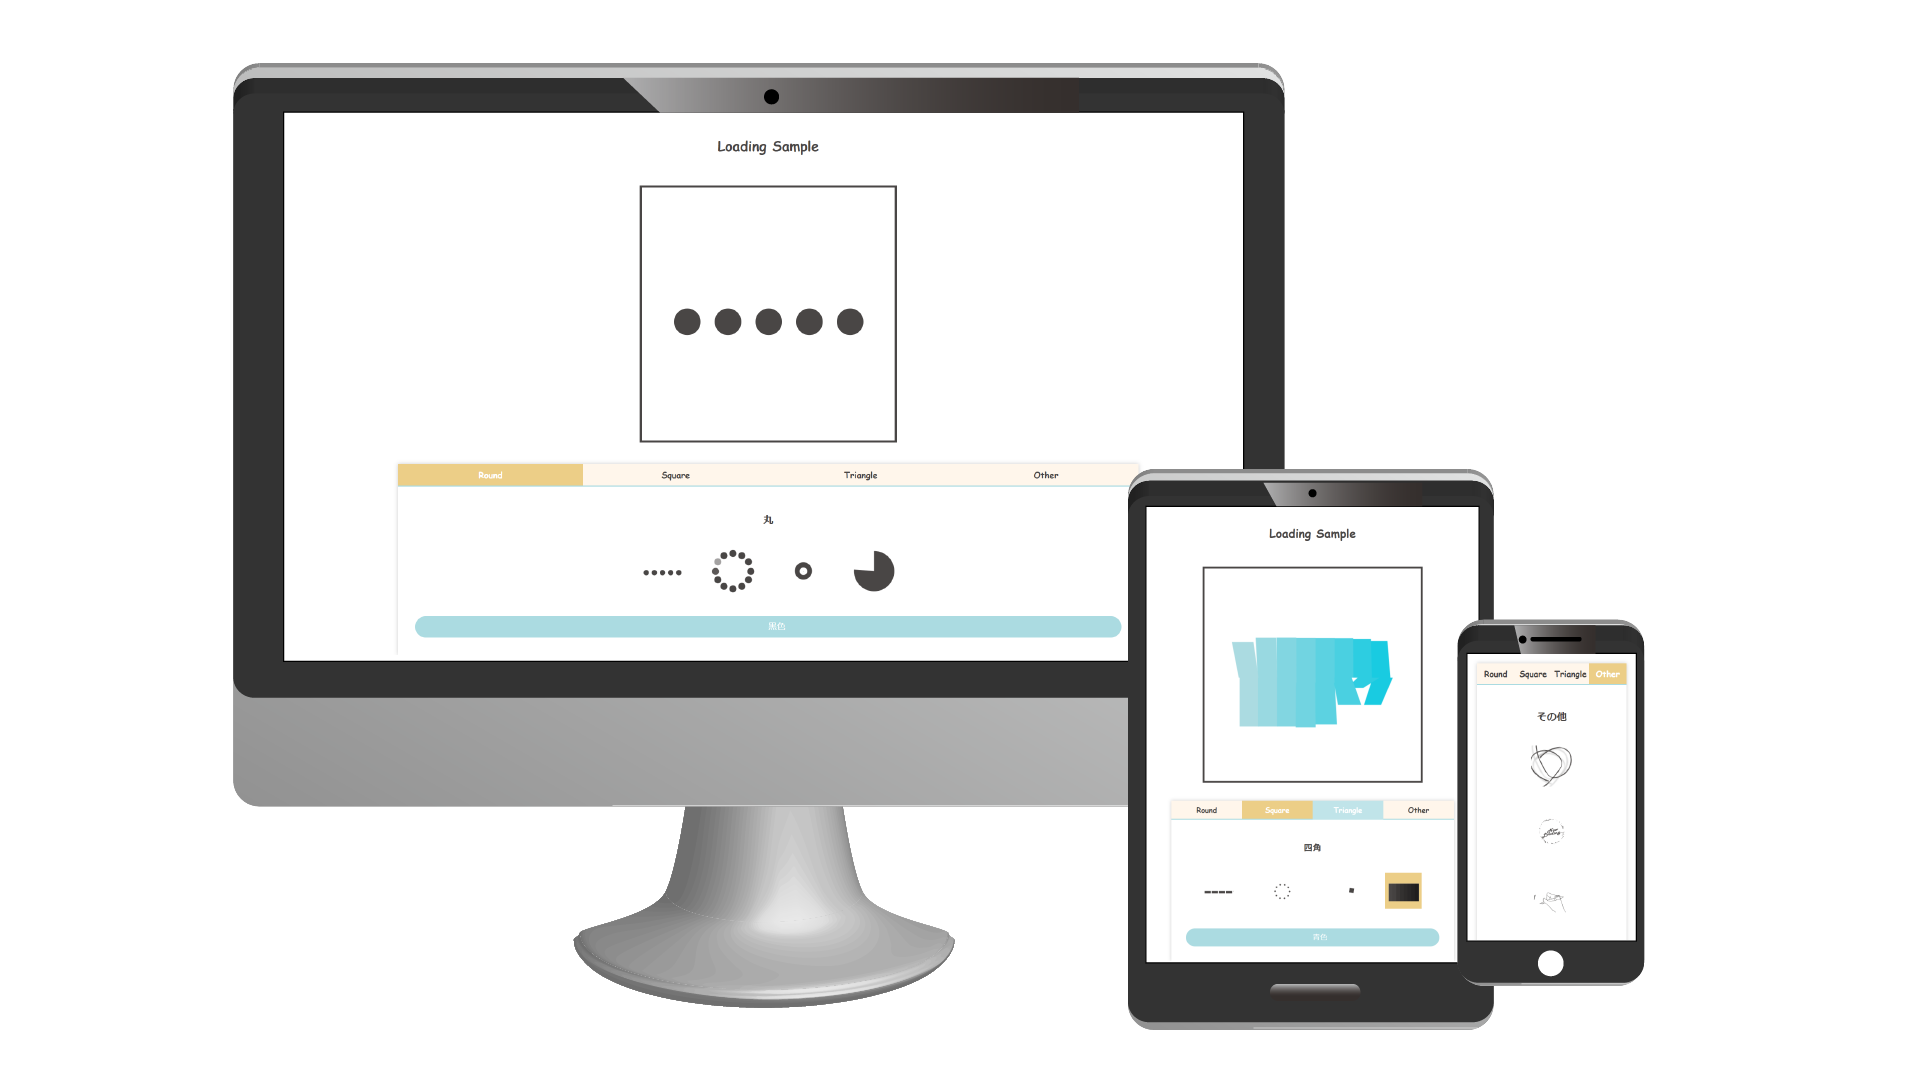 Loading Sample
Round Square Triangle Other
丸
黒色
Loading Sample
Round Square Triangle Other
四角
青色
Round Square Triangle Other
その他